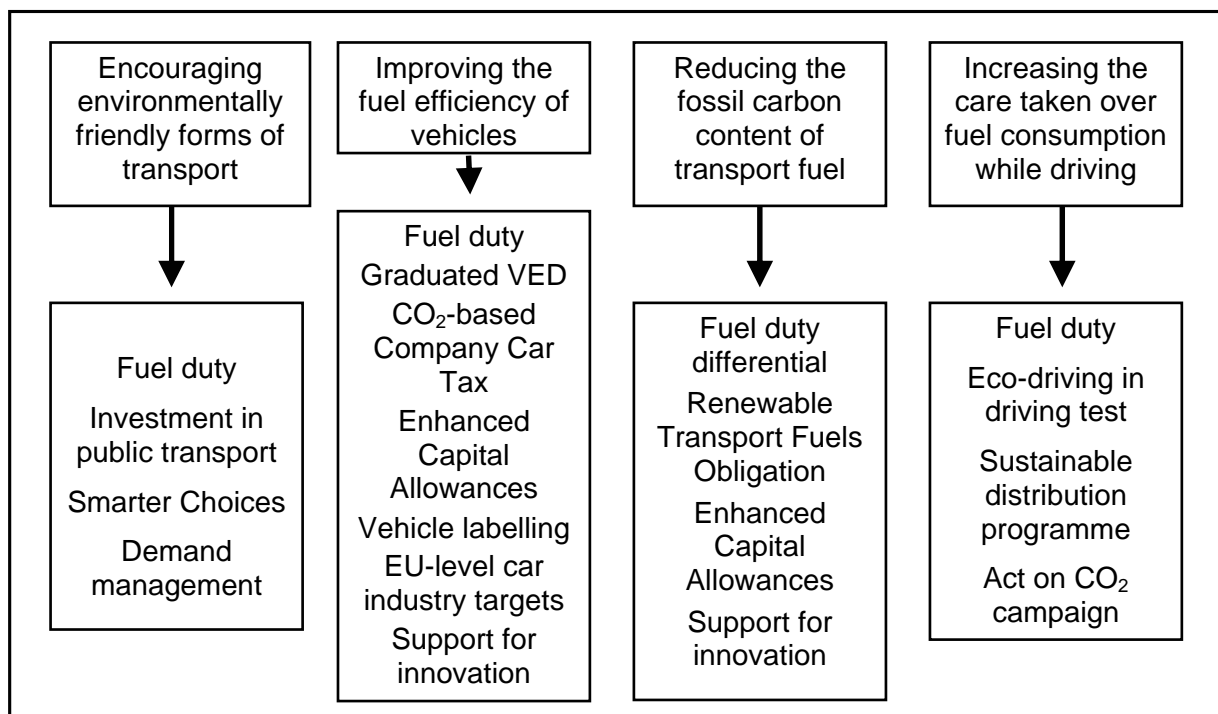 Encouraging
environmentally
friendly forms of
transport
Improving the
fuel efficiency of
vehicles
Reducing the
fossil carbon
content of
transport fuel
Increasing the
care taken over
fuel consumption
while driving
Fuel duty
Investment in
public transport
Smarter Choices
Demand
management
Fuel duty
Graduated VED
CO₂-based
Company Car
Tax
Enhanced
Capital
Allowances
Vehicle labelling
EU-level car
industry targets
Support for
innovation
Fuel duty
differential
Renewable
Transport Fuels
Obligation
Enhanced
Capital
Allowances
Support for
innovation
Fuel duty
Eco-driving in
driving test
Sustainable
distribution
programme
Act on CO₂
campaign